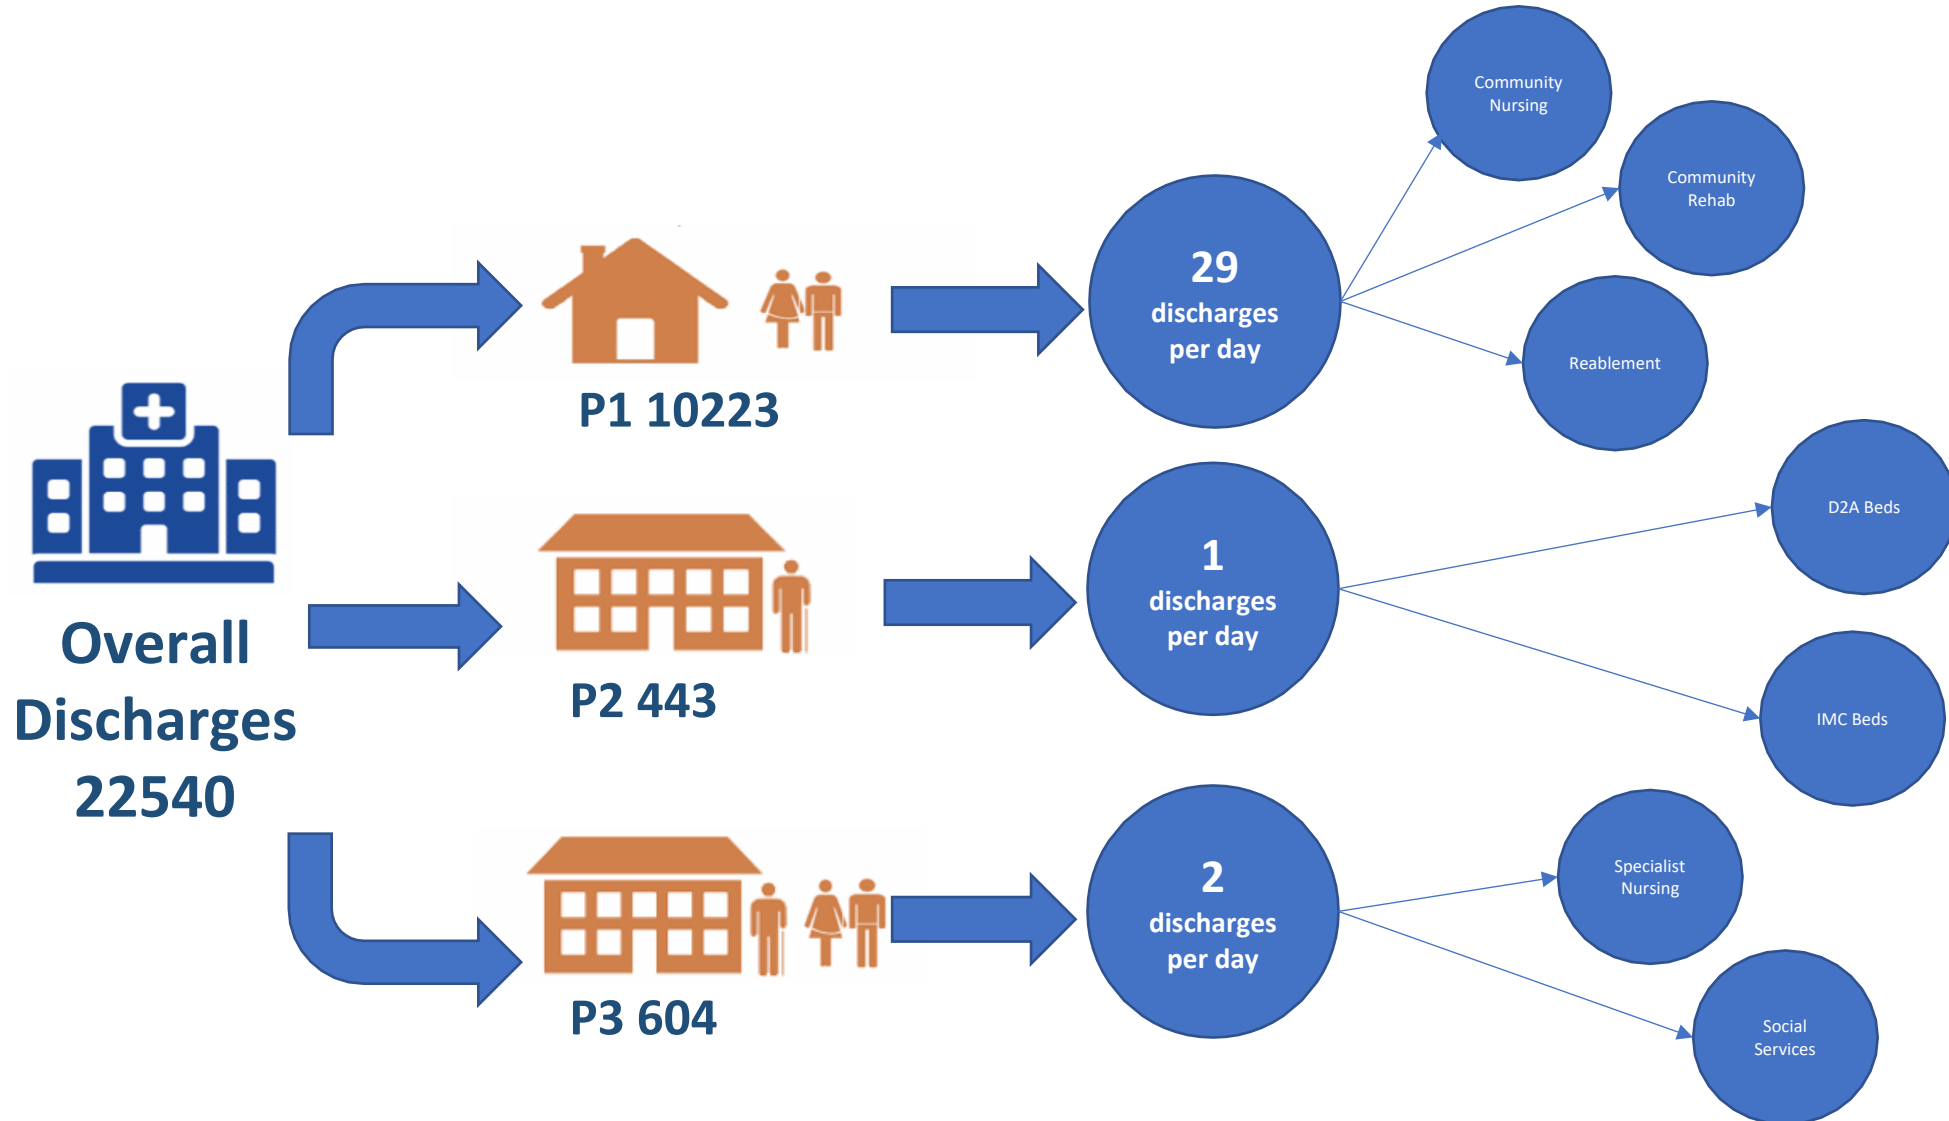 Overall
Discharges
22540
P1 10223
29
discharges
per day
Community
Nursing
Community
Rehab
Reablement
P2 443
1
discharges
per day
D2A Beds
IMC Beds
P3 604
2
discharges
per day
Specialist
Nursing
Social
Services